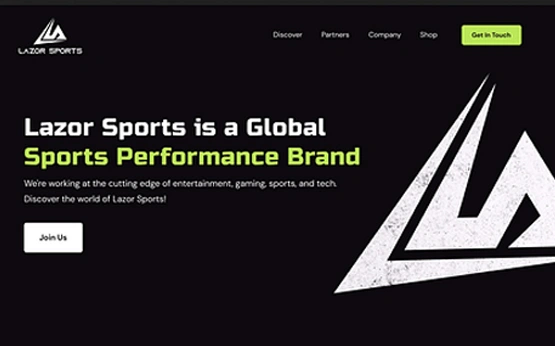 LAZOR SPORTS
Discover Partners Company Shop Get In Touch
Lazor Sports is a Global
Sports Performance Brand
We're working at the cutting edge of entertainment, gaming, sports, and tech.
Discover the world of Lazor Sports!
Join Us